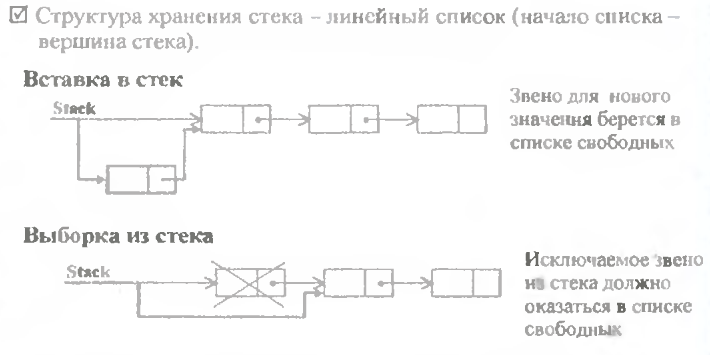 ☑ Структура хранения стека – линейный список (начало списка –
вершина стека).
Вставка в стек
Stack
Звено для нового
значения берется в
списке свободных
Выборка из стека
Stack
Исключаемое звено
из стека должно
оказаться в списке
свободных